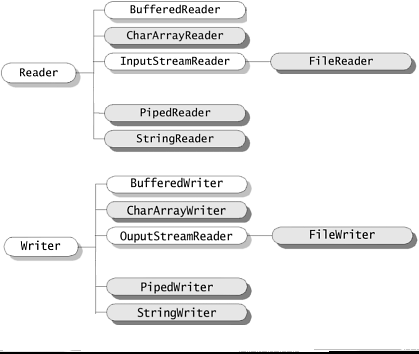 BufferedReader
CharArrayReader
InputStreamReader
FileReader
Reader
PipedReader
StringReader
BufferedWriter
CharArrayWriter
OuputStreamReader
FileWriter
Writer
PipedWriter
StringWriter